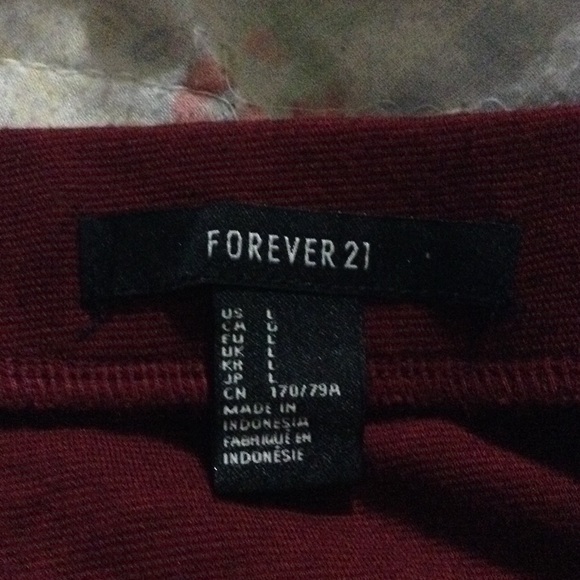 FOREVER 21
US L
CA G
EU L
UK L
KR L
JP L
CN 170/79A
MADE IN
INDONESIA
FABRIQUÉ EN
INDONÉSIE